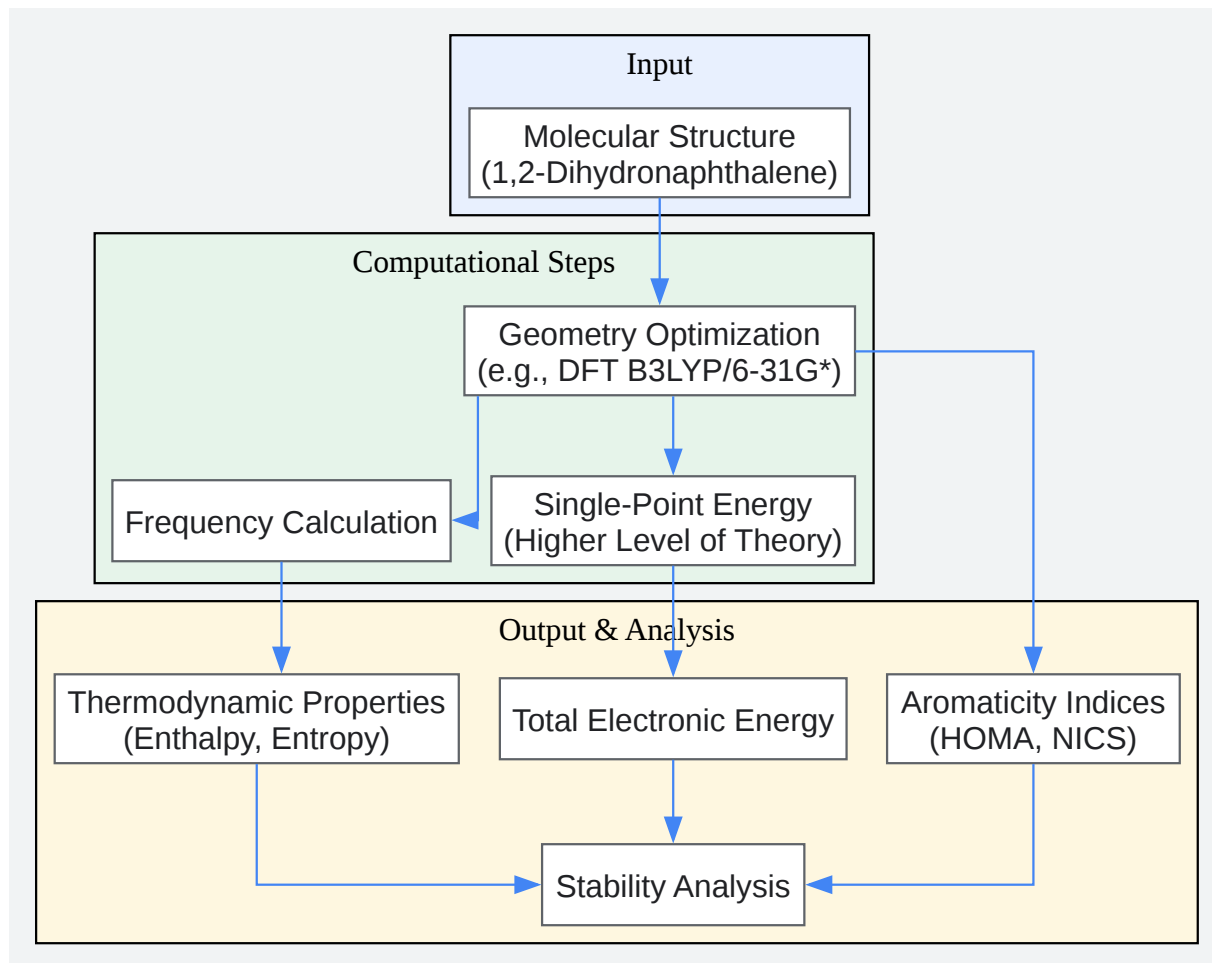 Input
Molecular Structure
(1,2-Dihydronaphthalene)
Computational Steps
Geometry Optimization
(e.g., DFT B3LYP/6-31G*)
Frequency Calculation
Single-Point Energy
(Higher Level of Theory)
Output & Analysis
Thermodynamic Properties
(Enthalpy, Entropy)
Total Electronic Energy
Aromaticity Indices
(HOMA, NICS)
Stability Analysis